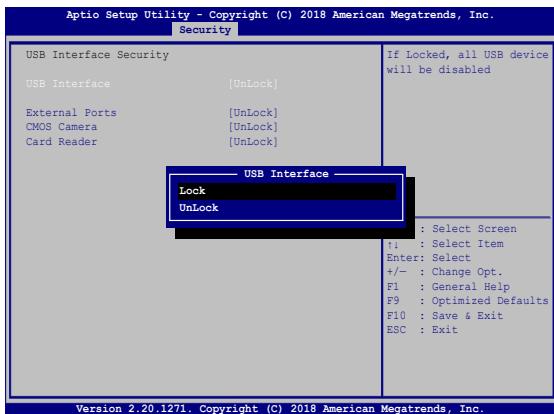 Aptio Setup Utility - Copyright (C) 2018 American Megatrends, Inc.
Security
USB Interface Security
USB Interface [UnLock]
External Ports [UnLock]
CMOS Camera [UnLock]
Card Reader [UnLock]
If Locked, all USB device
will be disabled
USB Interface
Lock
UnLock
: Select Screen
↑↓ : Select Item
Enter: Select
+/— : Change Opt.
F1 : General Help
F9 : Optimized Defaults
F10 : Save & Exit
ESC : Exit
Version 2.20.1271. Copyright (C) 2018 American Megatrends, Inc.